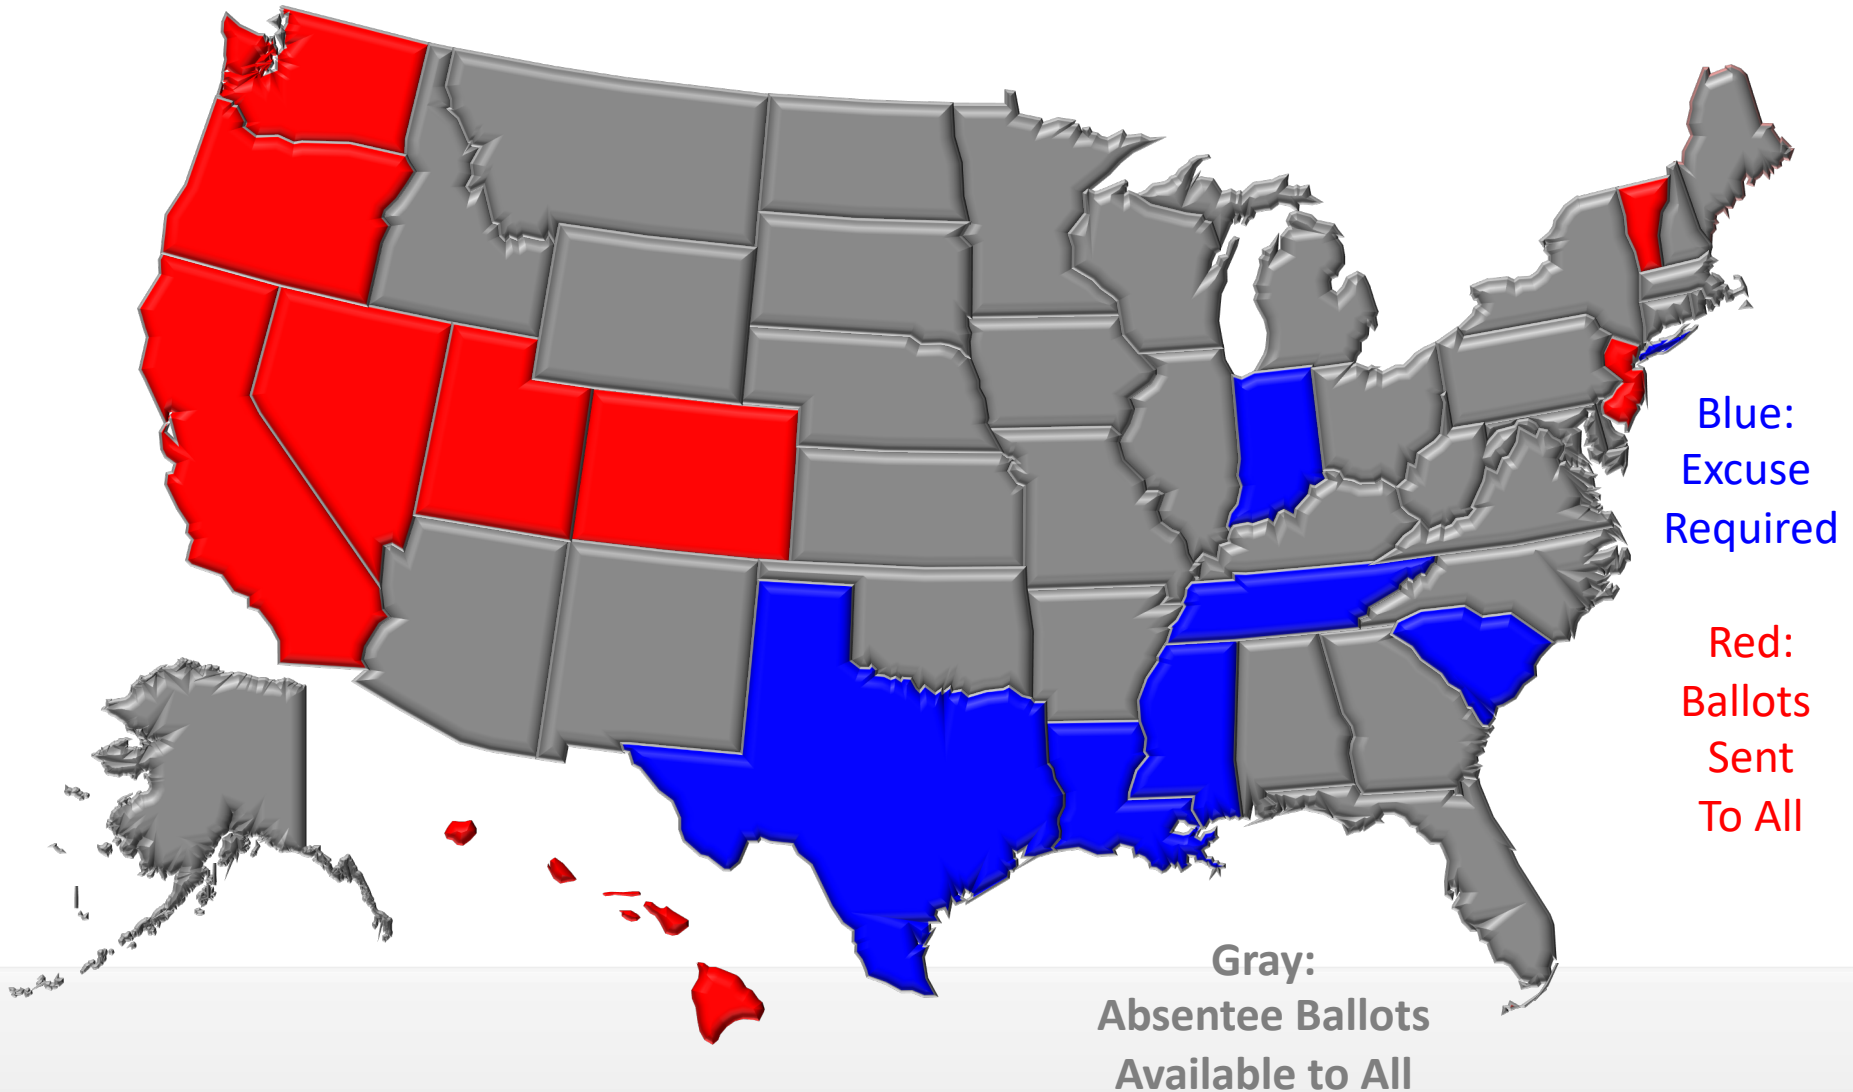 Blue:
Excuse
Required
Red:
Ballots
Sent
To All
Gray:
Absentee Ballots
Available to All